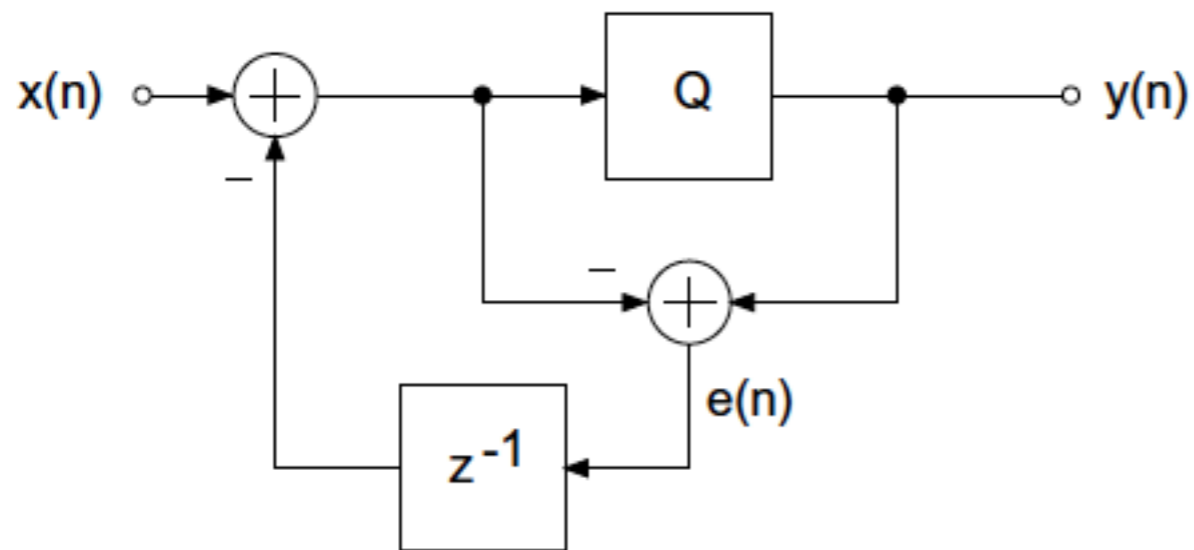 x(n)
+
Q
y(n)
−
−
+
e(n)
z⁻¹